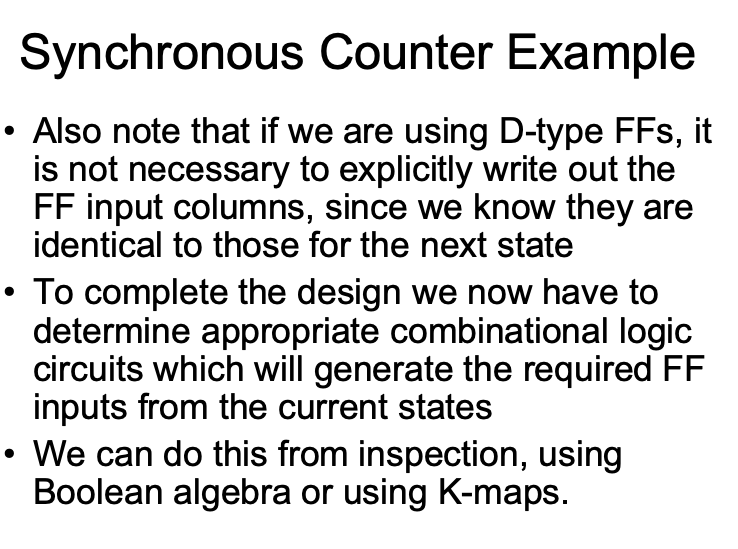 Synchronous Counter Example
• Also note that if we are using D-type FFs, it
is not necessary to explicitly write out the
FF input columns, since we know they are
identical to those for the next state
• To complete the design we now have to
determine appropriate combinational logic
circuits which will generate the required FF
inputs from the current states
• We can do this from inspection, using
Boolean algebra or using K-maps.